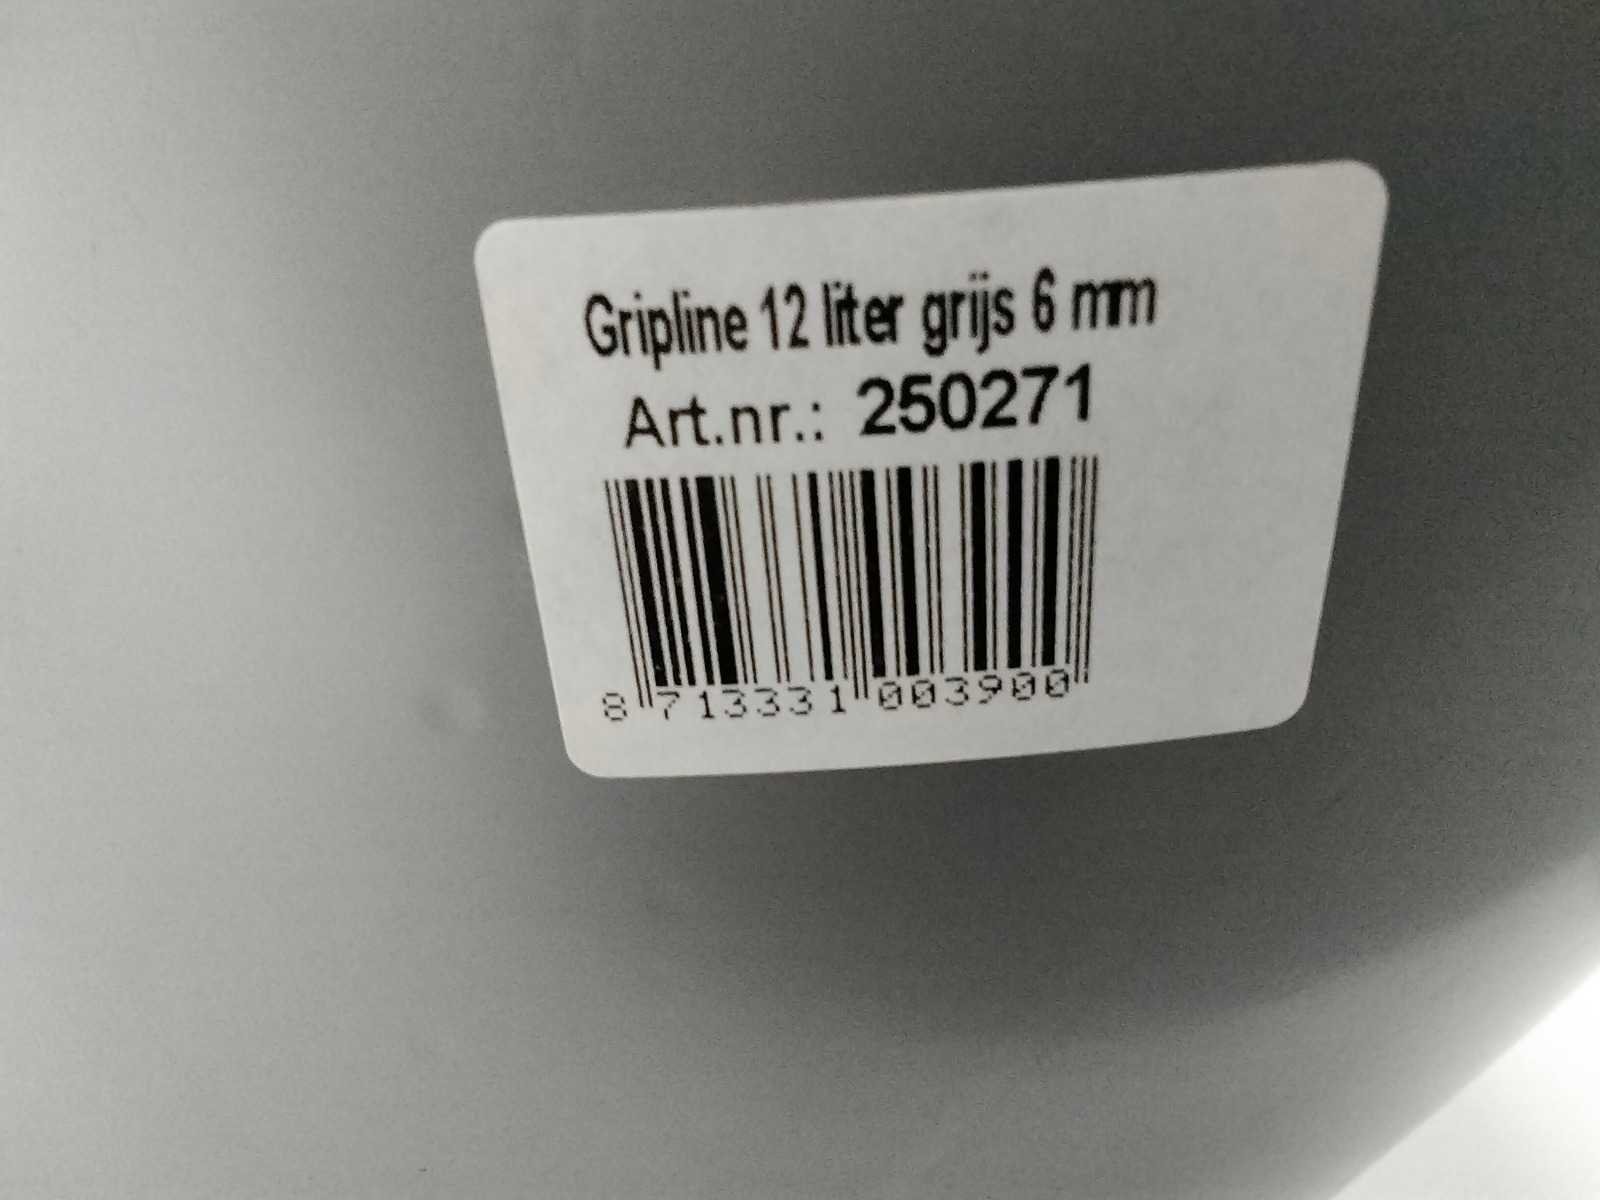 Gripline 12 liter grijs 6 mm
Art.nr.: 250271
8 713331 003900